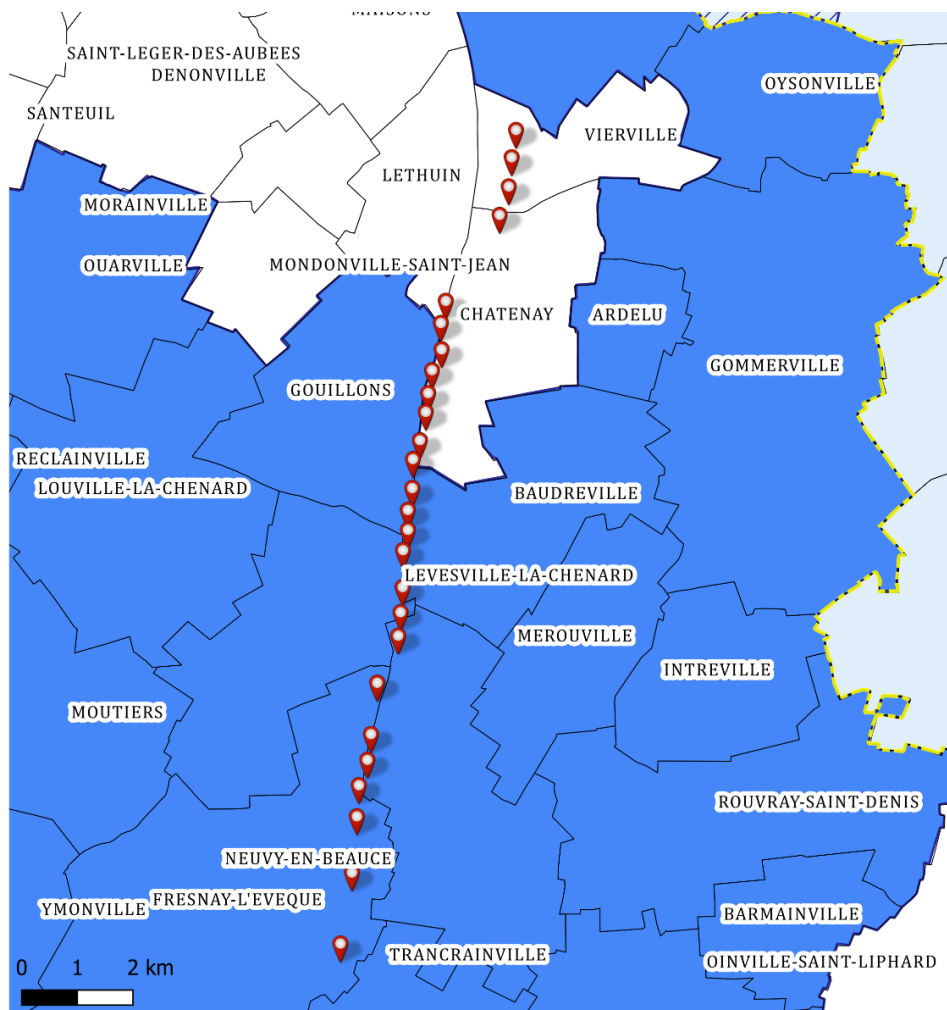 MAISONS
SAINT-LEGER-DES-AUBEES
DENONVILLE
OYSONVILLE
SANTEUIL
VIERVILLE
LETHUIN
MORAINVILLE
OUARVILLE
MONDONVILLE-SAINT-JEAN
CHATENAY
ARDELU
GOMMERVILLE
GOUILLONS
RECLAINVILLE
LOUVILLE-LA-CHENARD
BAUDREVILLE
LEVESVILLE-LA-CHENARD
MEROUVILLE
INTREVILLE
MOUTIERS
ROUVRAY-SAINT-DENIS
NEUVY-EN-BEAUCE
FRESNAY-L'EVEQUE
YMONVILLE
BARMAINVILLE
TRANCRAINVILLE
OINVILLE-SAINT-LIPHARD
0 1 2 km